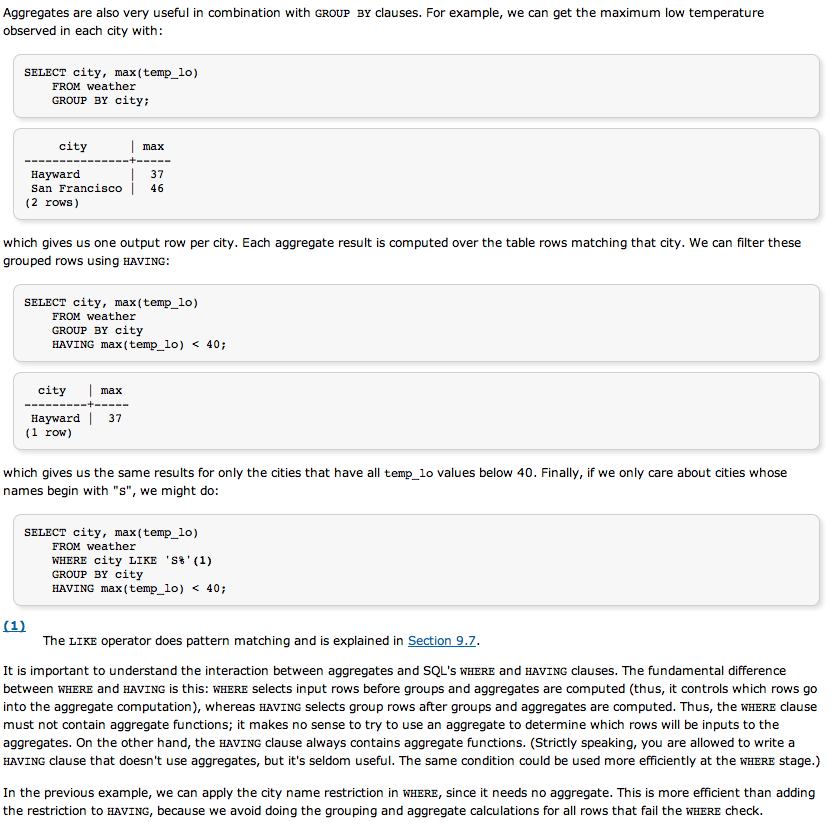 Aggregates are also very useful in combination with GROUP BY clauses. For example, we can get the maximum low temperature
observed in each city with:
SELECT city, max(temp_lo)
    FROM weather
    GROUP BY city;
     city      | max
---------------+-----
 Hayward       |  37
 San Francisco |  46
(2 rows)
which gives us one output row per city. Each aggregate result is computed over the table rows matching that city. We can filter these
grouped rows using HAVING:
SELECT city, max(temp_lo)
    FROM weather
    GROUP BY city
    HAVING max(temp_lo) < 40;
  city   | max
---------+-----
 Hayward |  37
(1 row)
which gives us the same results for only the cities that have all temp_lo values below 40. Finally, if we only care about cities whose
names begin with "S", we might do:
SELECT city, max(temp_lo)
    FROM weather
    WHERE city LIKE 'S%'(1)
    GROUP BY city
    HAVING max(temp_lo) < 40;
(1)
The LIKE operator does pattern matching and is explained in Section 9.7.
It is important to understand the interaction between aggregates and SQL's WHERE and HAVING clauses. The fundamental difference
between WHERE and HAVING is this: WHERE selects input rows before groups and aggregates are computed (thus, it controls which rows go
into the aggregate computation), whereas HAVING selects group rows after groups and aggregates are computed. Thus, the WHERE clause
must not contain aggregate functions; it makes no sense to try to use an aggregate to determine which rows will be inputs to the
aggregates. On the other hand, the HAVING clause always contains aggregate functions. (Strictly speaking, you are allowed to write a
HAVING clause that doesn't use aggregates, but it's seldom useful. The same condition could be used more efficiently at the WHERE stage.)
In the previous example, we can apply the city name restriction in WHERE, since it needs no aggregate. This is more efficient than adding
the restriction to HAVING, because we avoid doing the grouping and aggregate calculations for all rows that fail the WHERE check.